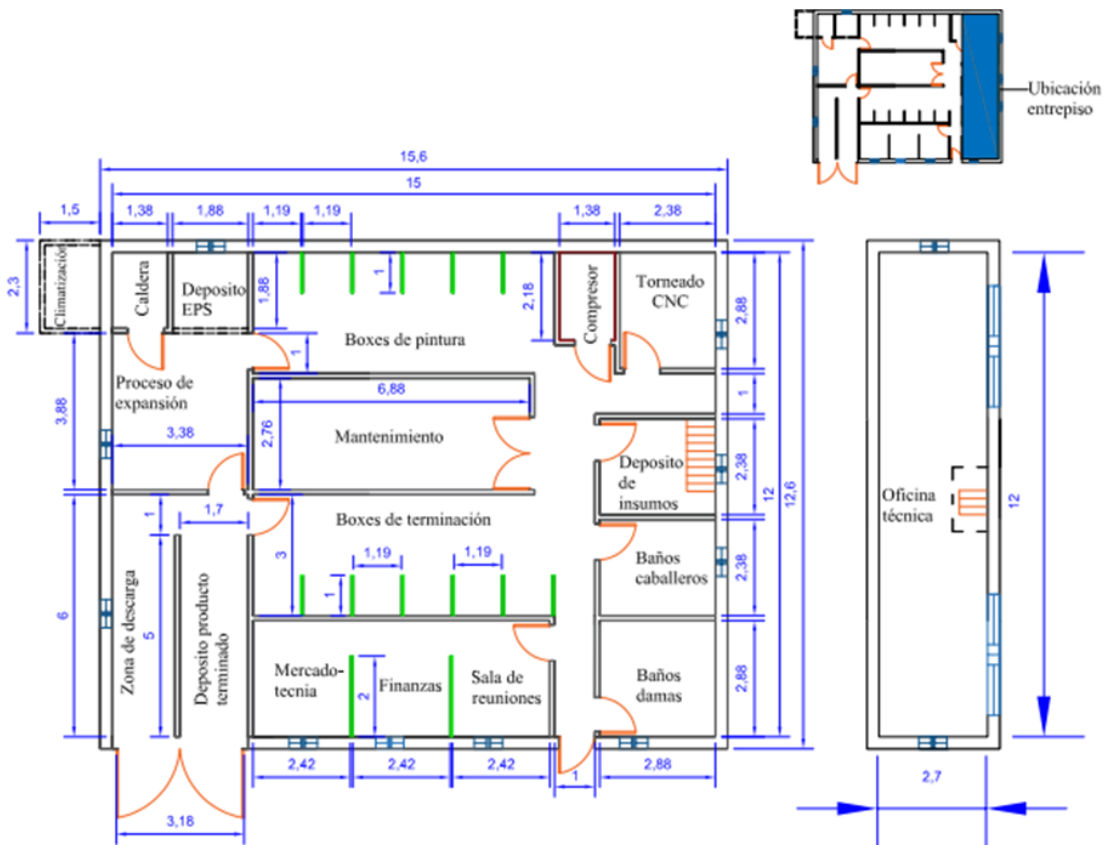 Ubicación
entrepiso
15,6
15
1,5
1,38
1,88
1,19
1,19
1,38
2,38
2,3
Climatización
Caldera
Deposito
EPS
1,88
1
2,18
Compresor
Torneado
CNC
2,88
Boxes de pintura
1
Proceso de
expansión
3,88
3,38
6,88
2,76
Mantenimiento
1
Deposito
de
insumos
2,38
12
12,6
Oficina
técnica
12
1,7
1
Boxes de terminación
3
1,19
1,19
1
Baños
caballeros
2,38
6
Zona de descarga
5
Deposito producto
terminado
Mercado-
tecnia
2
Finanzas
Sala de
reuniones
Baños
damas
2,88
2,42
2,42
2,42
1
2,88
2,7
3,18